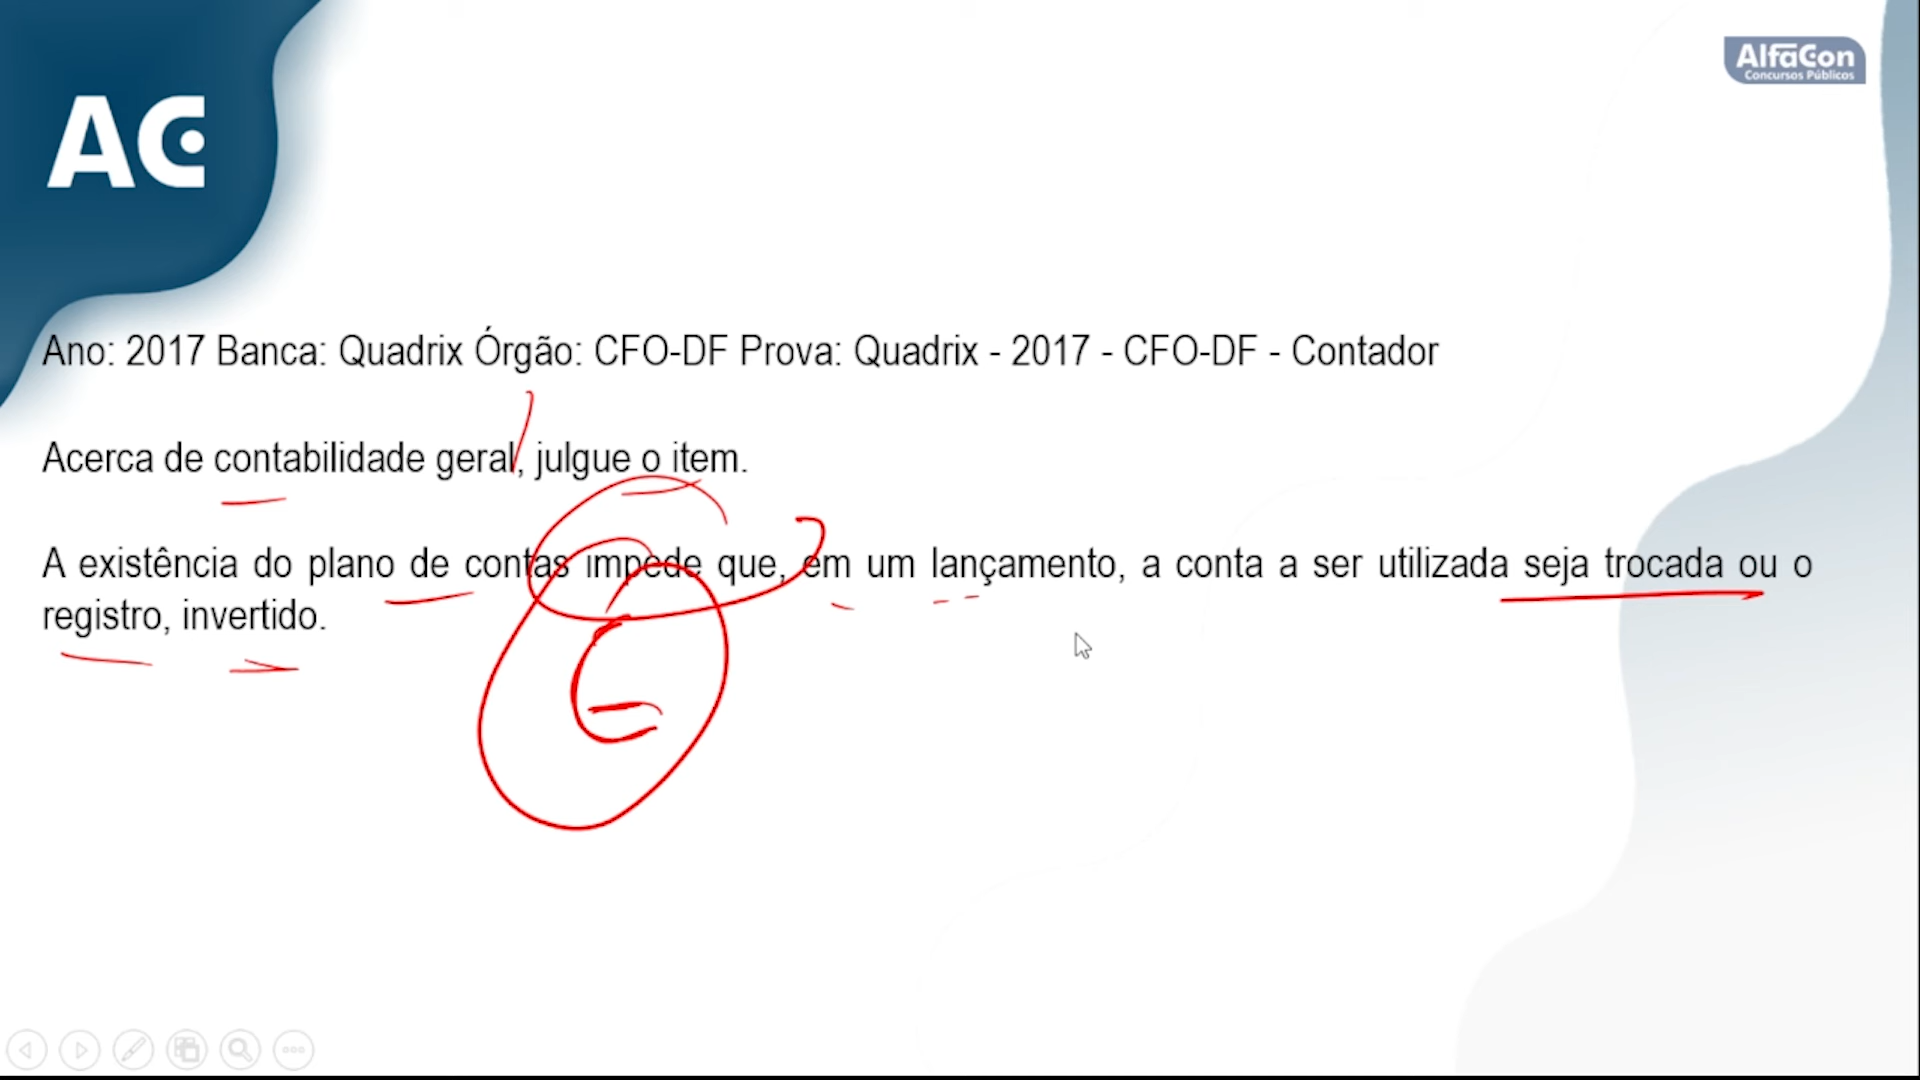 AC
AlfaCon
Concursos Públicos
Ano: 2017 Banca: Quadrix Órgão: CFO-DF Prova: Quadrix - 2017 - CFO-DF - Contador
Acerca de contabilidade geral, julgue o item.
A existência do plano de contas impede que, em um lançamento, a conta a ser utilizada seja trocada ou o
registro, invertido.
E